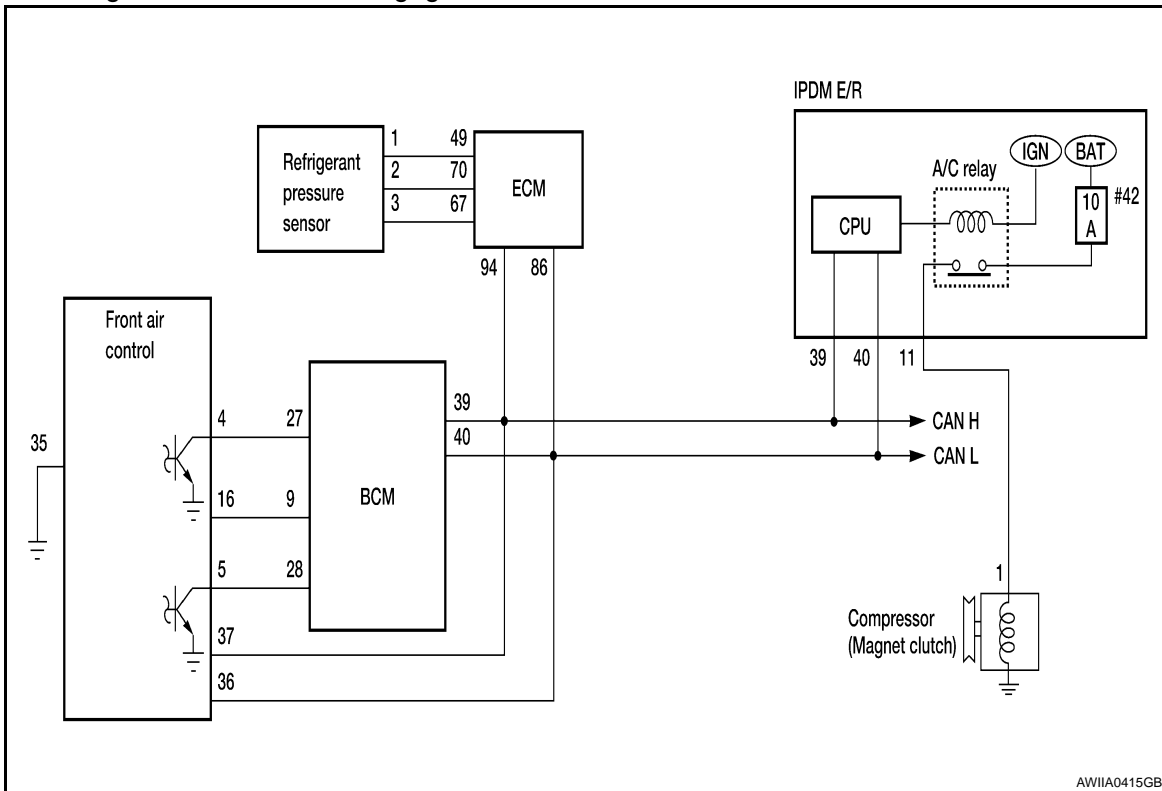 IPDM E/R
IGN
BAT
A/C relay
10
A
#42
CPU
Refrigerant
pressure
sensor
1
2
3
49
70
67
ECM
94
86
39
40
11
Front air
control
35
4
27
16
9
5
28
37
36
BCM
39
40
CAN H
CAN L
1
Compressor
(Magnet clutch)
AWIIA0415GB